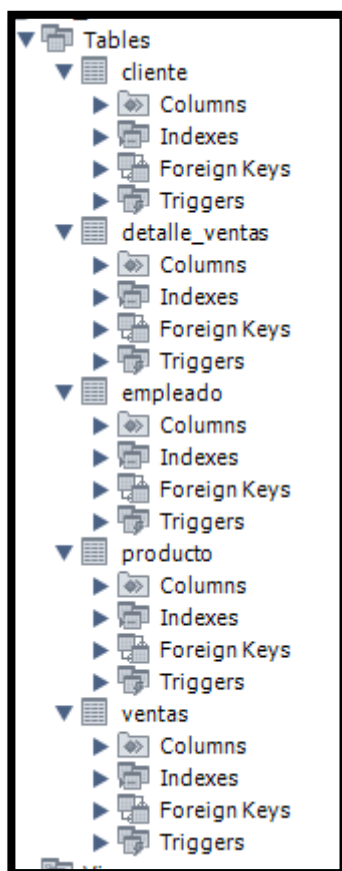 Tables
cliente
Columns
Indexes
Foreign Keys
Triggers
detalle_ventas
Columns
Indexes
Foreign Keys
Triggers
empleado
Columns
Indexes
Foreign Keys
Triggers
producto
Columns
Indexes
Foreign Keys
Triggers
ventas
Columns
Indexes
Foreign Keys
Triggers